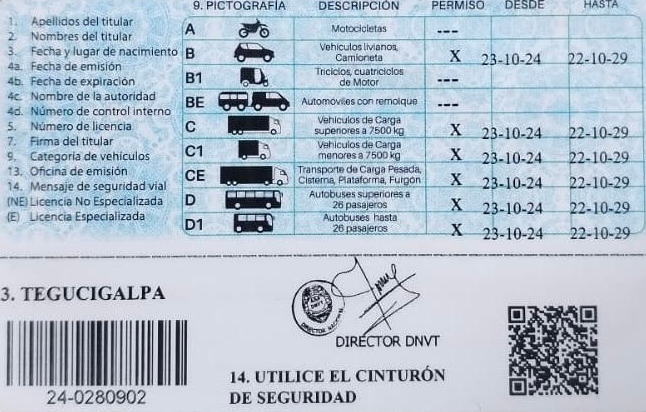 9. PICTOGRAFÍA DESCRIPCIÓN PERMISO DESDE HASTA
1. Apellidos del titular
2. Nombres del titular
3. Fecha y lugar de nacimiento
4a. Fecha de emisión
4b. Fecha de expiración
4c. Nombre de la autoridad
4d. Número de control interno
5. Número de licencia
7. Firma del titular
9. Categoría de vehículos
13. Oficina de emisión
14. Mensaje de seguridad vial
(NE) Licencia No Especializada
(E) Licencia Especializada
A Motocicletas ---
B Vehículos livianos, Camioneta X 23-10-24 22-10-29
B1 Triciclos, cuatriciclos de Motor ---
BE Automóviles con remolque ---
C Vehículos de Carga superiores a 7500 kg X 23-10-24 22-10-29
C1 Vehículos de Carga menores a 7500 kg X 23-10-24 22-10-29
CE Transporte de Carga Pesada, Cisterna, Plataforma, Furgón X 23-10-24 22-10-29
D Autobuses superiores a 26 pasajeros X 23-10-24 22-10-29
D1 Autobuses hasta 26 pasajeros X 23-10-24 22-10-29
3. TEGUCIGALPA
DNVT
DIRECTOR NACIONAL
DIRECTOR DNVT
24-0280902
14. UTILICE EL CINTURÓN
DE SEGURIDAD